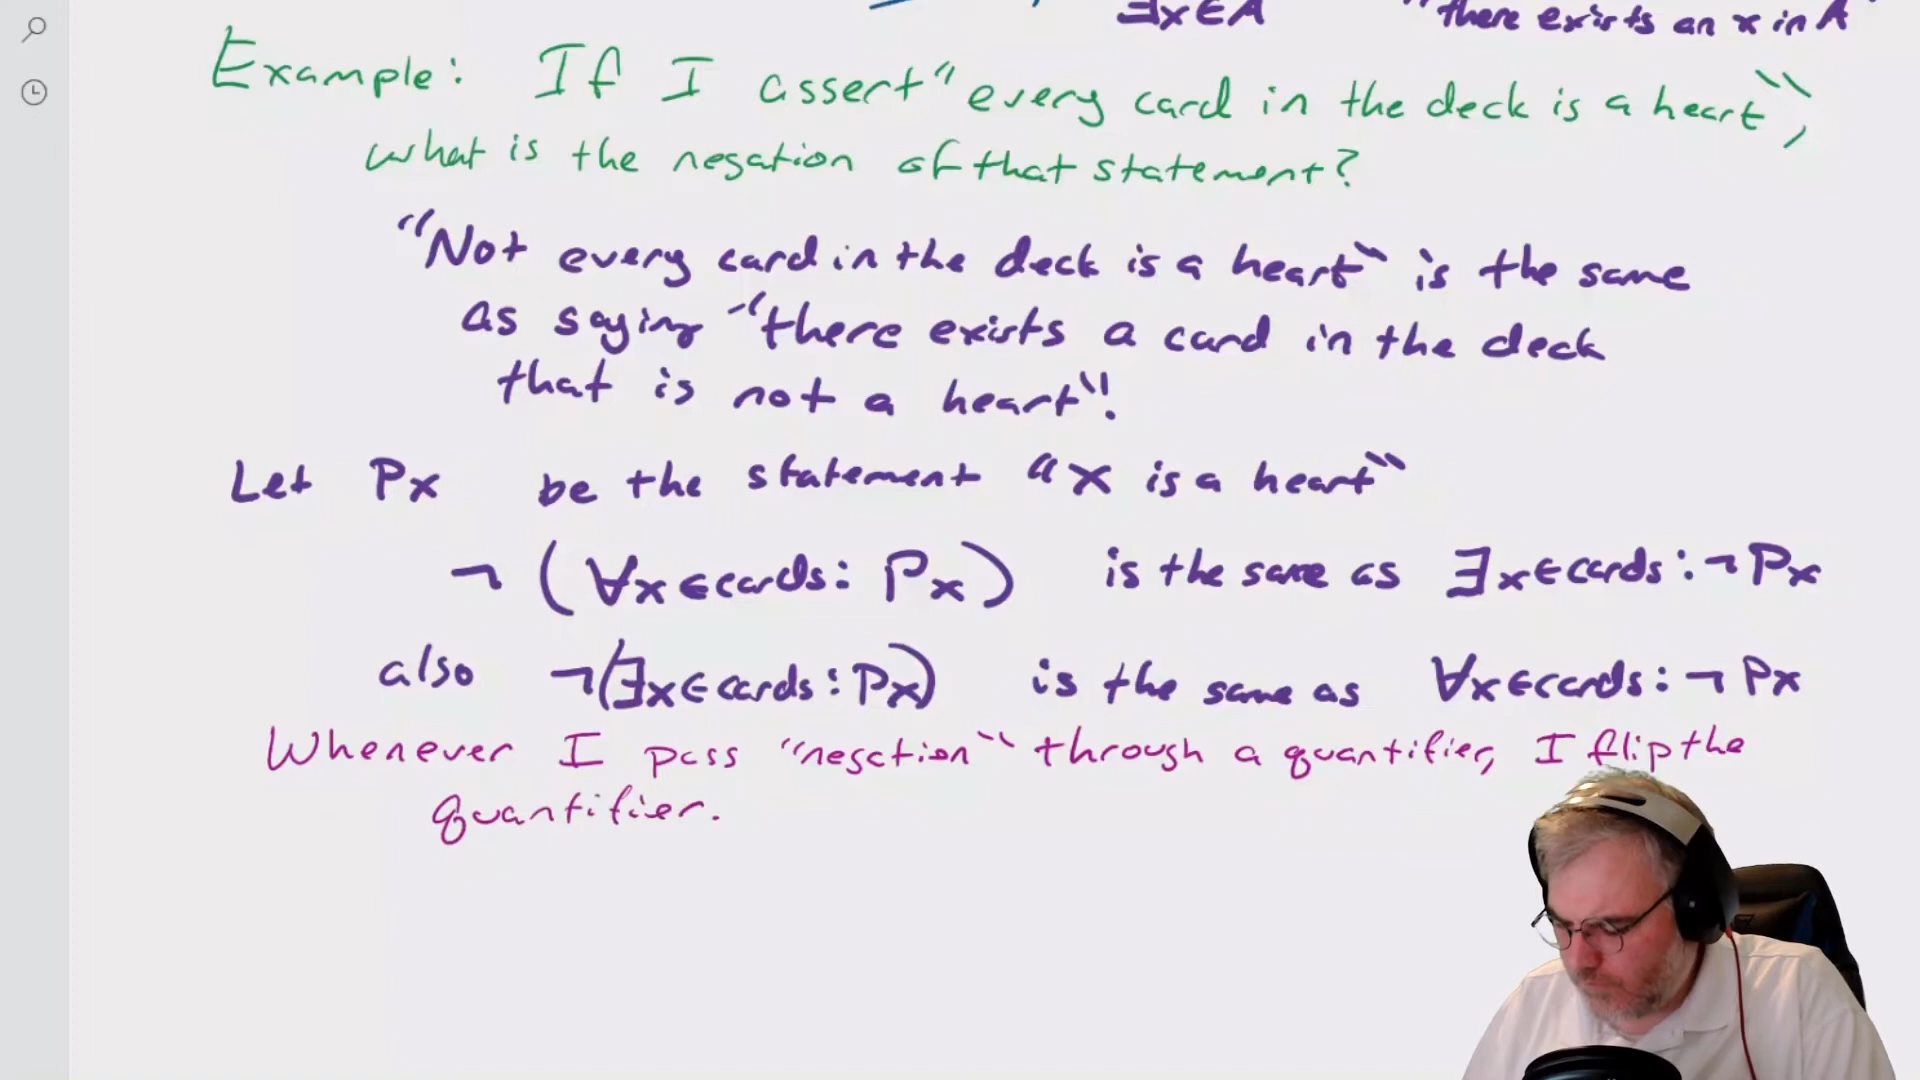 ∃x∈A "there exists an x in A"
Example: If I assert "every card in the deck is a heart",
what is the negation of that statement?
"Not every card in the deck is a heart" is the same
as saying "there exists a card in the deck
that is not a heart"!
Let Px be the statement "x is a heart"
¬(∀x∈cards: Px) is the same as ∃x∈cards:¬Px
also ¬(∃x∈cards:Px) is the same as ∀x∈cards:¬Px
Whenever I pass "negation" through a quantifier, I flip the
quantifier.